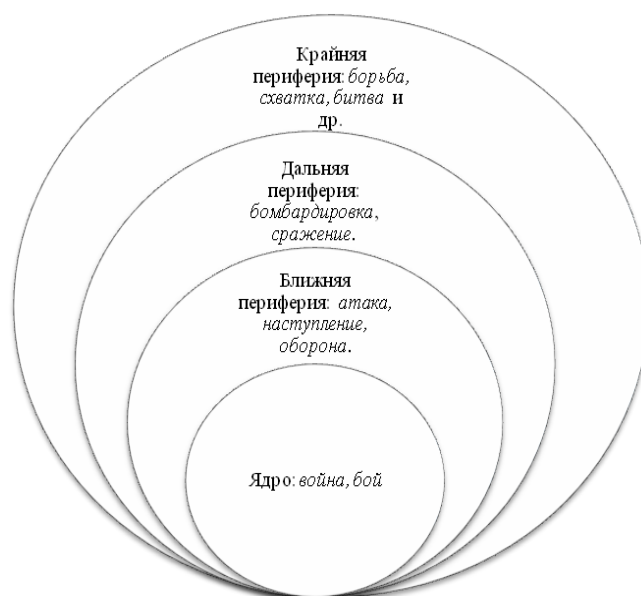 Крайняя
периферия: борьба,
схватка, битва и
др.
Дальняя
периферия:
бомбардировка,
сражение.
Ближняя
периферия: атака,
наступление,
оборона.
Ядро: война, бой